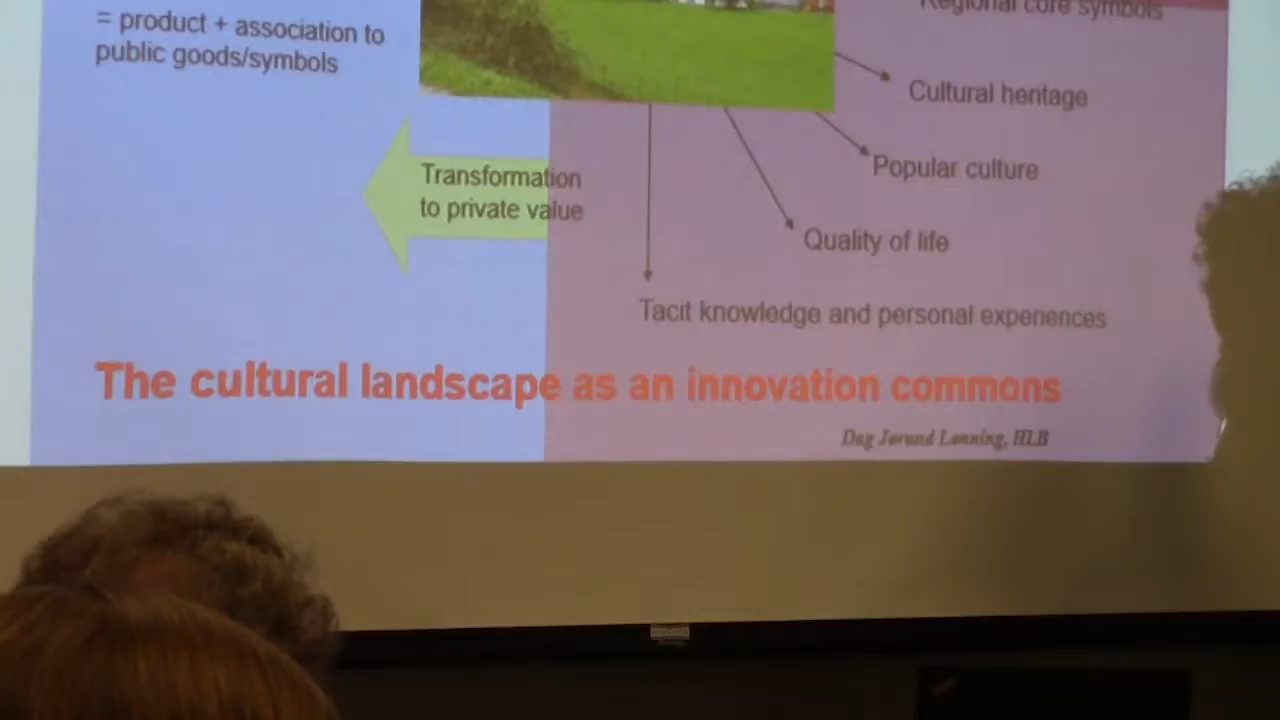 = product + association to
public goods/symbols
Regional core symbols
Cultural heritage
Popular culture
Transformation
to private value
Quality of life
Tacit knowledge and personal experiences
The cultural landscape as an innovation commons
Dag Jørund Lønning, HLB